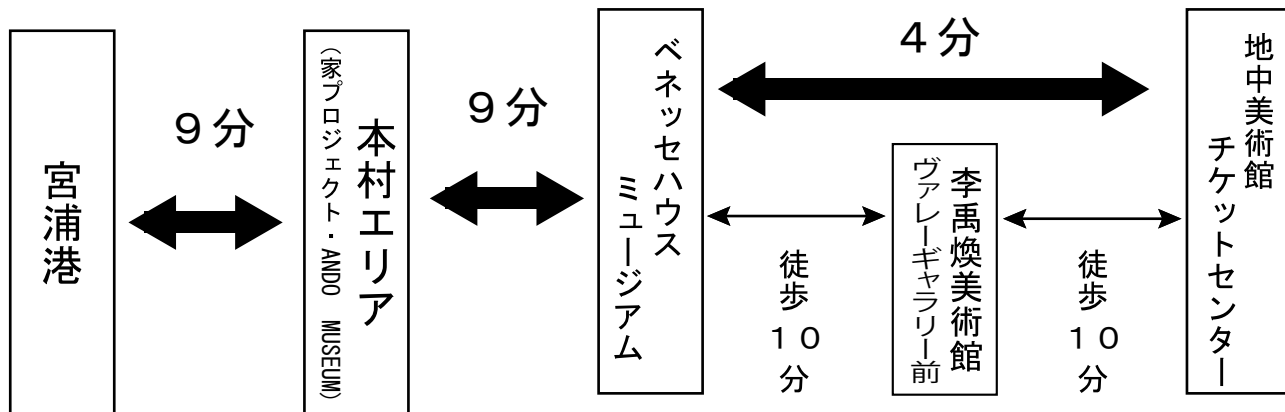 宮浦港
9分
本村エリア
(家プロジェクト・ANDO MUSEUM)
9分
ベネッセハウス
ミュージアム
4分
徒歩10分
李禹煥美術館
ヴァレーギャラリー前
徒歩10分
地中美術館
チケットセンター